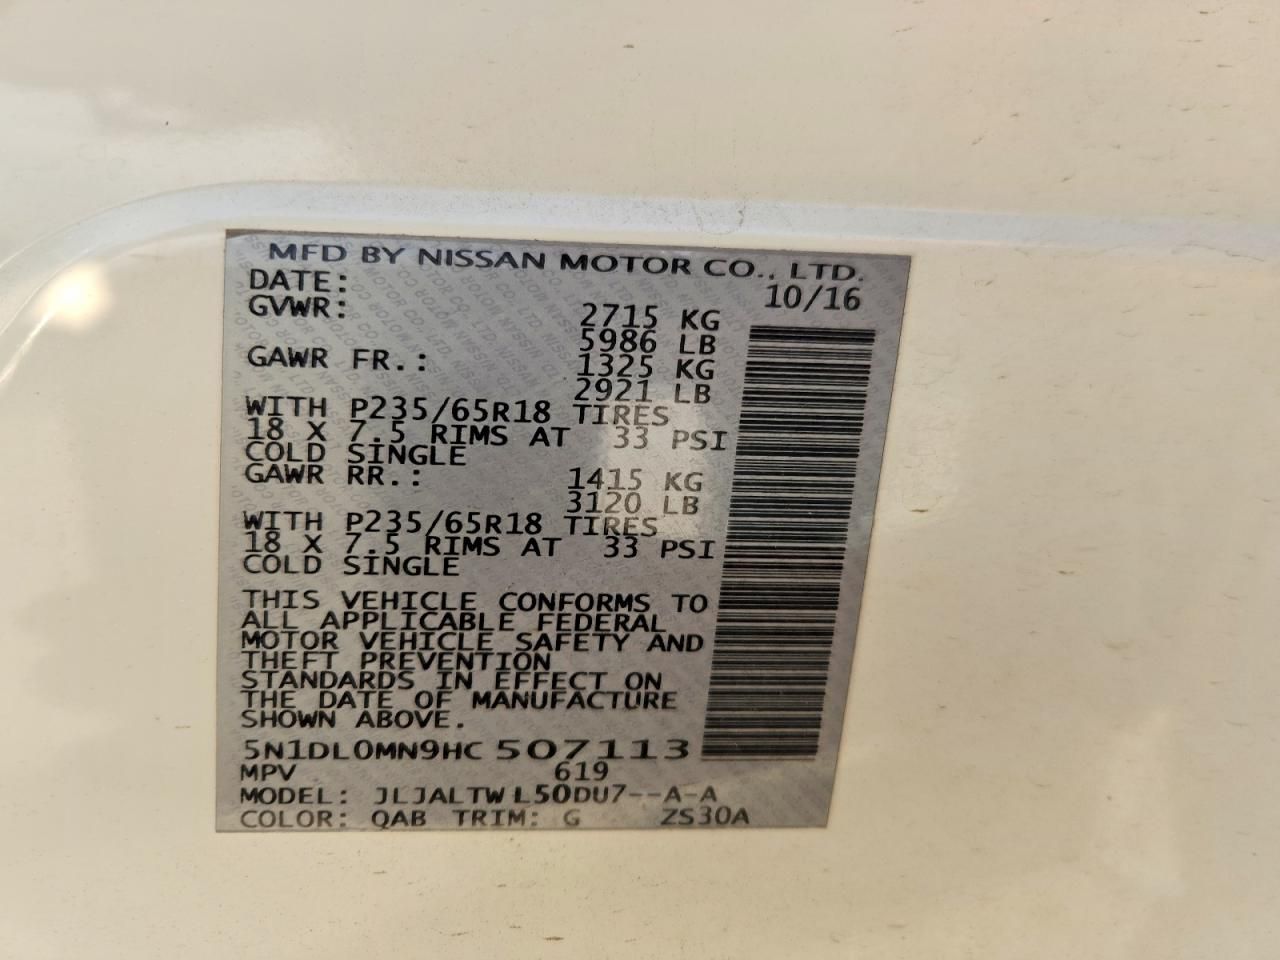 MFD BY NISSAN MOTOR CO., LTD.
DATE: 10/16
GVWR: 2715 KG
5986 LB
GAWR FR.: 1325 KG
2921 LB
WITH P235/65R18 TIRES
18 X 7.5 RIMS AT 33 PSI
COLD SINGLE
GAWR RR.: 1415 KG
3120 LB
WITH P235/65R18 TIRES
18 X 7.5 RIMS AT 33 PSI
COLD SINGLE
THIS VEHICLE CONFORMS TO
ALL APPLICABLE FEDERAL
MOTOR VEHICLE SAFETY AND
THEFT PREVENTION
STANDARDS IN EFFECT ON
THE DATE OF MANUFACTURE
SHOWN ABOVE.
5N1DL0MN9HC507113
MPV 619
MODEL: JLJALTWL50DU7--A-A
COLOR: QAB TRIM: G ZS30A